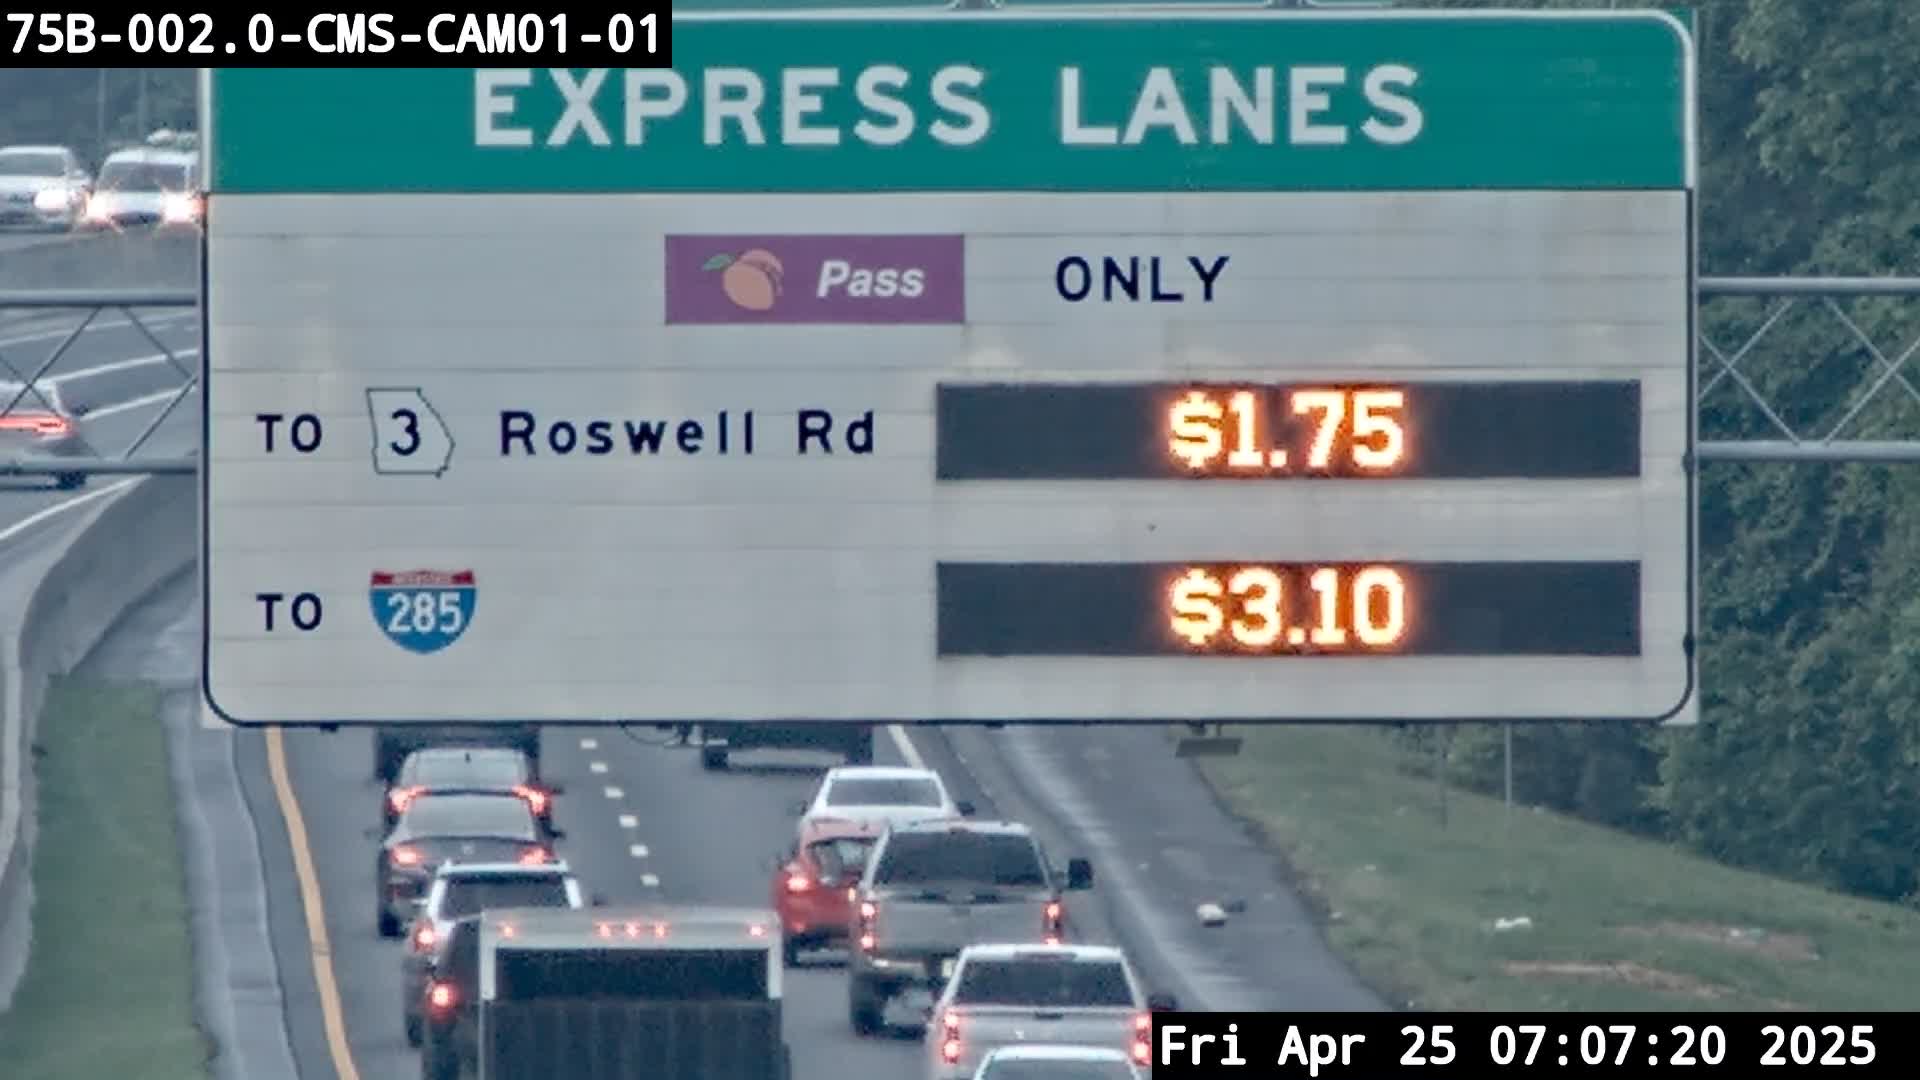 75B-002.0-CMS-CAM01-01
EXPRESS LANES
Pass ONLY
TO 3 Roswell Rd $1.75
TO 285 $3.10
Fri Apr 25 07:07:20 2025